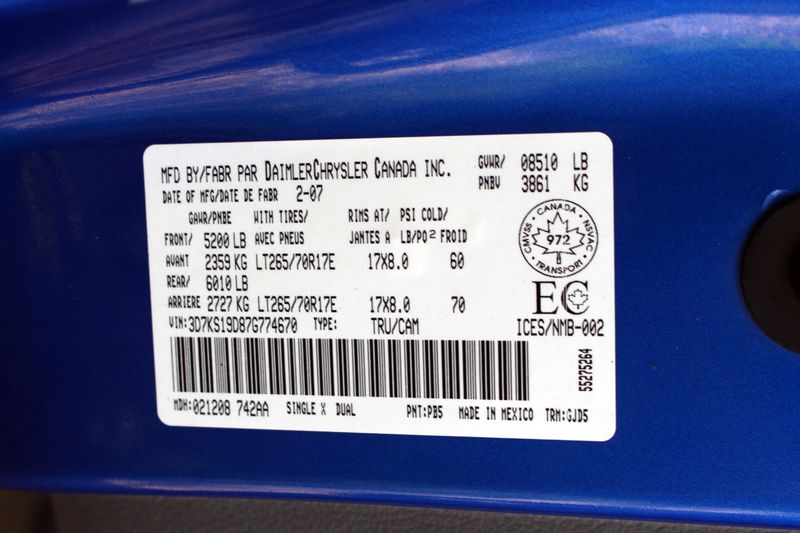 MFD BY/FABR PAR DAIMLERCHRYSLER CANADA INC. GVWR/ 08510 LB
DATE OF MFG/DATE DE FABR 2-07 PNBV 3861 KG
GAWR/PNBE WITH TIRES/ RIMS AT/ PSI COLD/
FRONT/ 5200 LB AVEC PNEUS JANTES A LB/PO² FROID
AVANT 2359 KG LT265/70R17E 17X8.0 60
REAR/ 6010 LB
ARRIERE 2727 KG LT265/70R17E 17X8.0 70
VIN: 3D7KS19D87G774670 TYPE: TRU/CAM
CANADA
CMVSS 972 NSVAC
TRANSPORT
EC
ICES/NMB-002
55275264
MDH: 021208 742AA SINGLE X DUAL PNT: PB5 MADE IN MEXICO TRM: GJD5